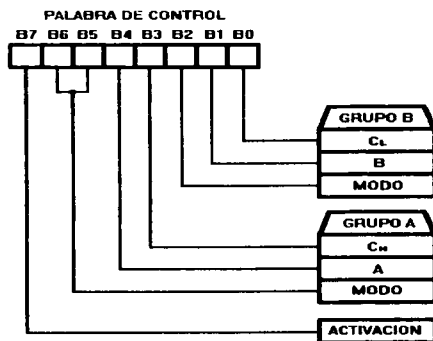 PALABRA DE CONTROL
B7 B6 B5 B4 B3 B2 B1 B0
GRUPO B
CL
B
MODO
GRUPO A
CH
A
MODO
ACTIVACION